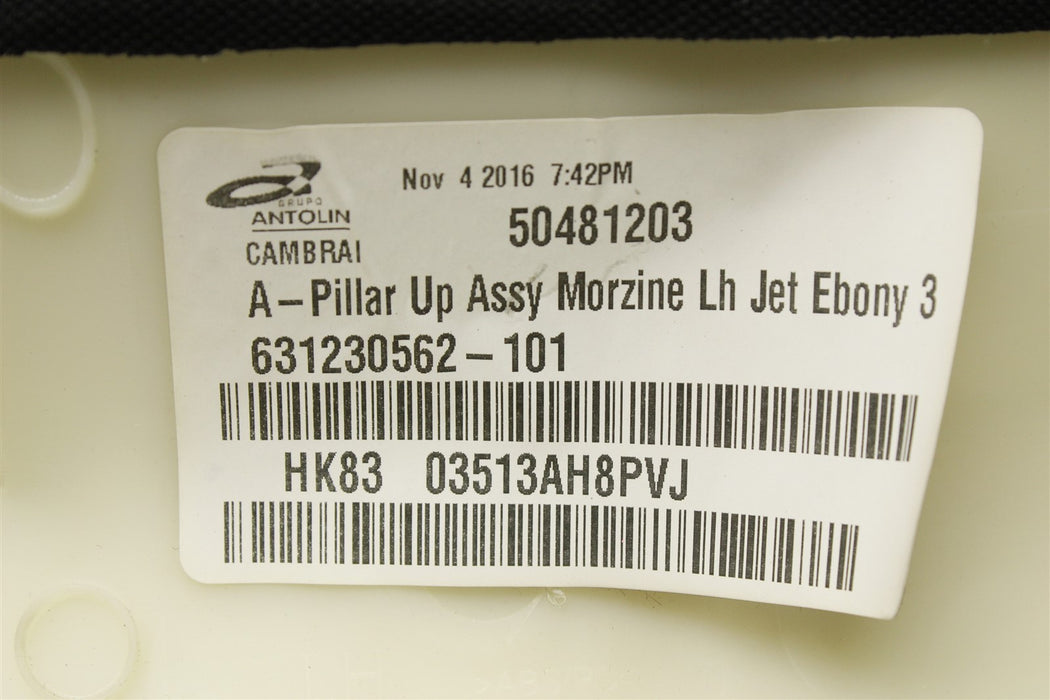 Nov 4 2016 7:42PM
GRUPO
ANTOLIN
50481203
CAMBRAI
A-Pillar Up Assy Morzine Lh Jet Ebony 3
631230562-101
HK83 03513AH8PVJ